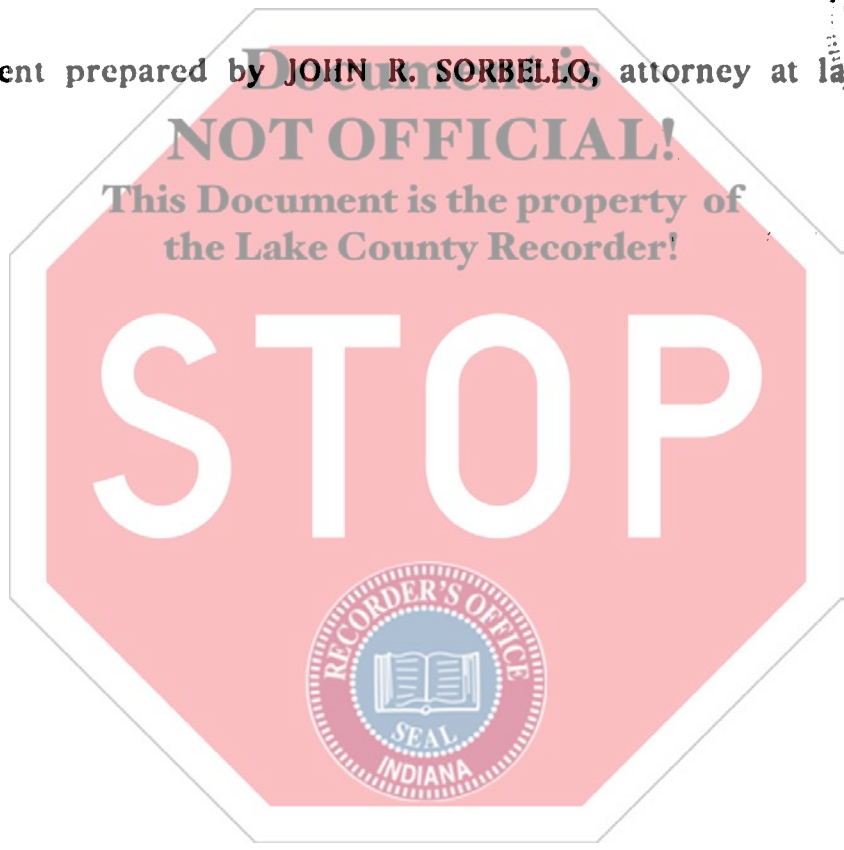 Document is
ent prepared by JOHN R. SORBELLO, attorney at la
NOT OFFICIAL!
This Document is the property of
the Lake County Recorder!
STOP
RECORDER'S OFFICE
SEAL
INDIANA